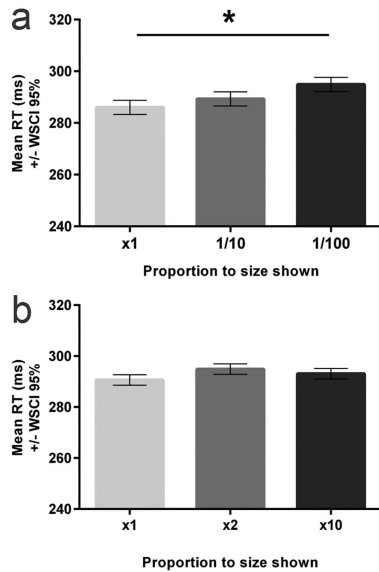 a
*
Mean RT (ms)
+/- WSCI 95%
320
300
280
260
240
x1 1/10 1/100
Proportion to size shown
b
Mean RT (ms)
+/- WSCI 95%
320
300
280
260
240
x1 x2 x10
Proportion to size shown